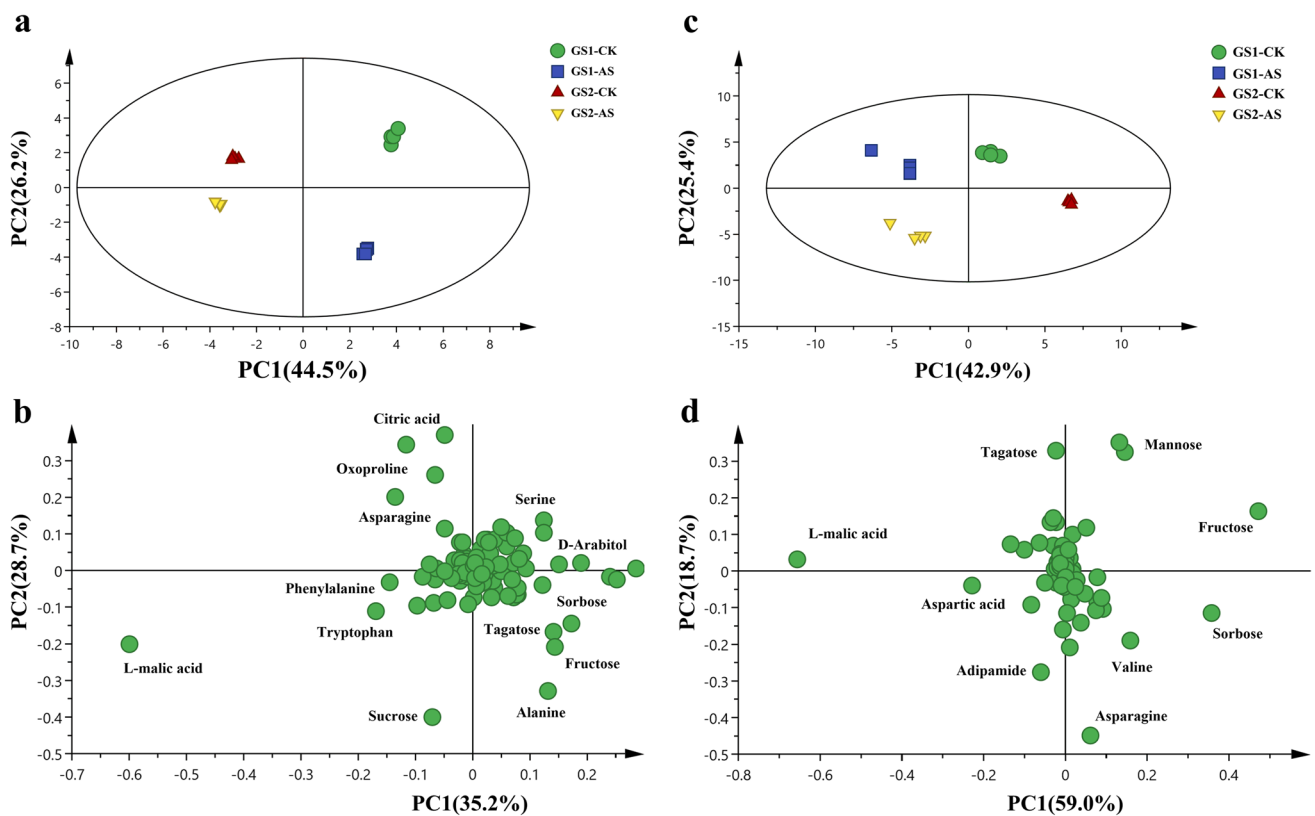 a
GS1-CK
GS1-AS
GS2-CK
GS2-AS
PC2(26.2%)
6
4
2
0
-2
-4
-6
-8
-10 -8 -6 -4 -2 0 2 4 6 8
PC1(44.5%)
c
GS1-CK
GS1-AS
GS2-CK
GS2-AS
PC2(25.4%)
10
5
0
-5
-10
-15
-15 -10 -5 0 5 10
PC1(42.9%)
b
Citric acid
Oxoproline
Asparagine
Serine
D-Arabitol
Phenylalanine
Sorbose
Tryptophan
Tagatose
L-malic acid
Fructose
Sucrose
Alanine
PC2(28.7%)
0.3
0.2
0.1
0
-0.1
-0.2
-0.3
-0.4
-0.5
-0.7 -0.6 -0.5 -0.4 -0.3 -0.2 -0.1 0 0.1 0.2
PC1(35.2%)
d
Tagatose
Mannose
L-malic acid
Fructose
Aspartic acid
Sorbose
Adipamide
Valine
Asparagine
PC2(18.7%)
0.3
0.2
0.1
0
-0.1
-0.2
-0.3
-0.4
-0.5
-0.8 -0.6 -0.4 -0.2 0 0.2 0.4
PC1(59.0%)